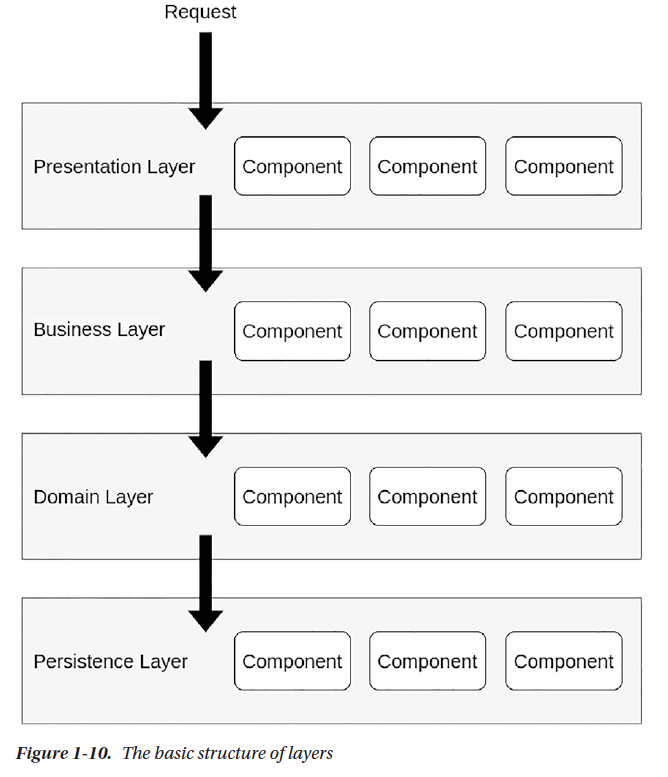 Request
Presentation Layer Component Component Component
Business Layer Component Component Component
Domain Layer Component Component Component
Persistence Layer Component Component Component
Figure 1-10. The basic structure of layers